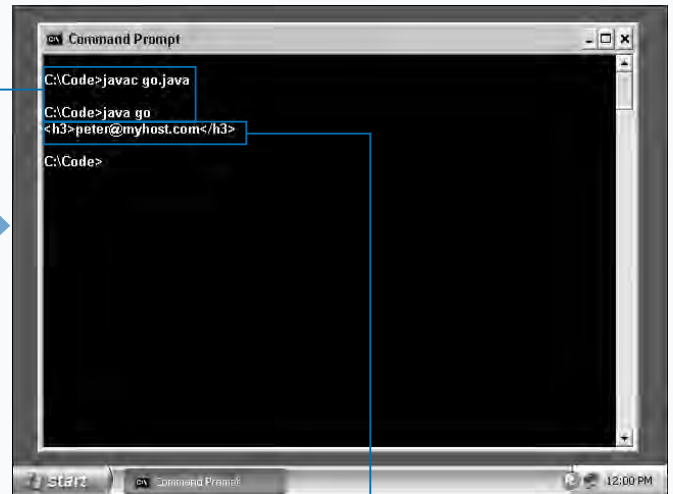 Command Prompt
C:\Code>javac go.java
C:\Code>java go
<h3>peter@myhost.com</h3>
C:\Code>
start
Command Prompt
12:00 PM